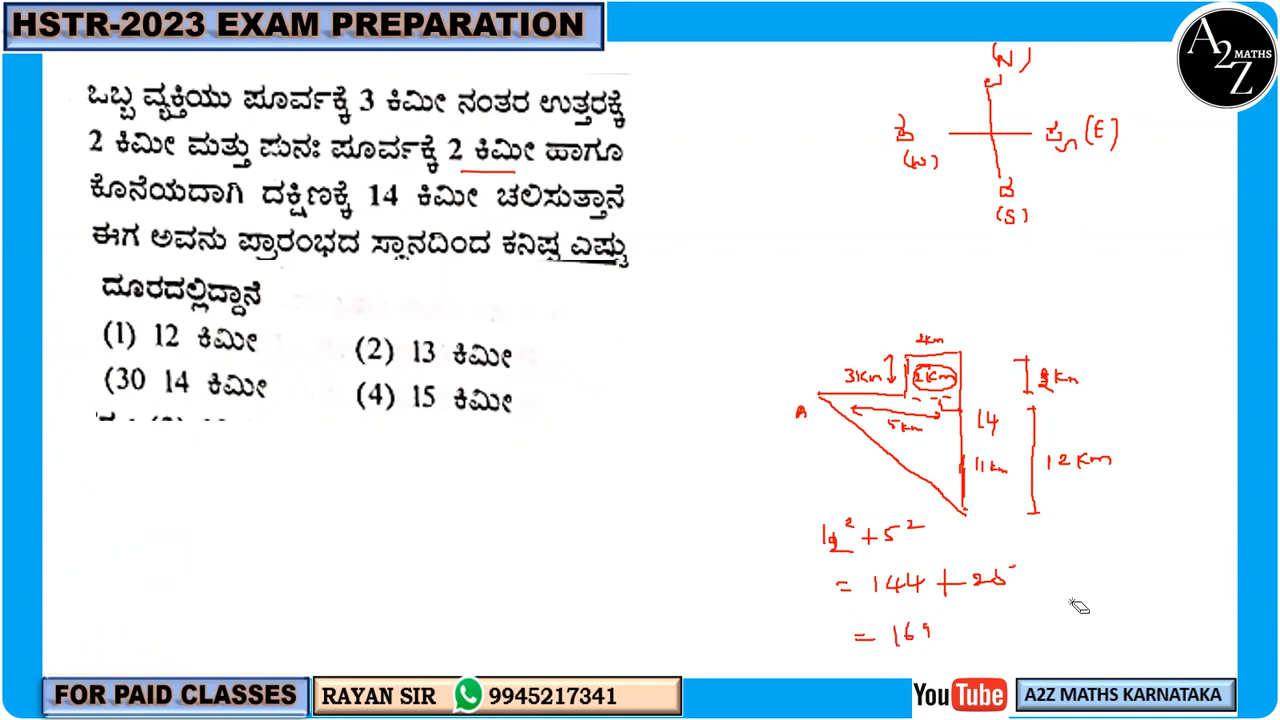 HSTR-2023 EXAM PREPARATION
A2Z MATHS
ಒಬ್ಬ ವ್ಯಕ್ತಿಯು ಪೂರ್ವಕ್ಕೆ 3 ಕಿಮೀ ನಂತರ ಉತ್ತರಕ್ಕೆ
2 ಕಿಮೀ ಮತ್ತು ಪುನಃ ಪೂರ್ವಕ್ಕೆ 2 ಕಿಮೀ ಹಾಗೂ
ಕೊನೆಯದಾಗಿ ದಕ್ಷಿಣಕ್ಕೆ 14 ಕಿಮೀ ಚಲಿಸುತ್ತಾನೆ
ಈಗ ಅವನು ಪ್ರಾರಂಭದ ಸ್ಥಾನದಿಂದ ಕನಿಷ್ಠ ಎಷ್ಟು
ದೂರದಲ್ಲಿದ್ದಾನೆ
(1) 12 ಕಿಮೀ (2) 13 ಕಿಮೀ
(30 14 ಕಿಮೀ (4) 15 ಕಿಮೀ
(N)
(E)
(W)
(S)
2km
3km 2km
A
5km
14
11km
12km
12² + 5²
= 144 + 25
= 169
FOR PAID CLASSES
RAYAN SIR 9945217341
YouTube
A2Z MATHS KARNATAKA